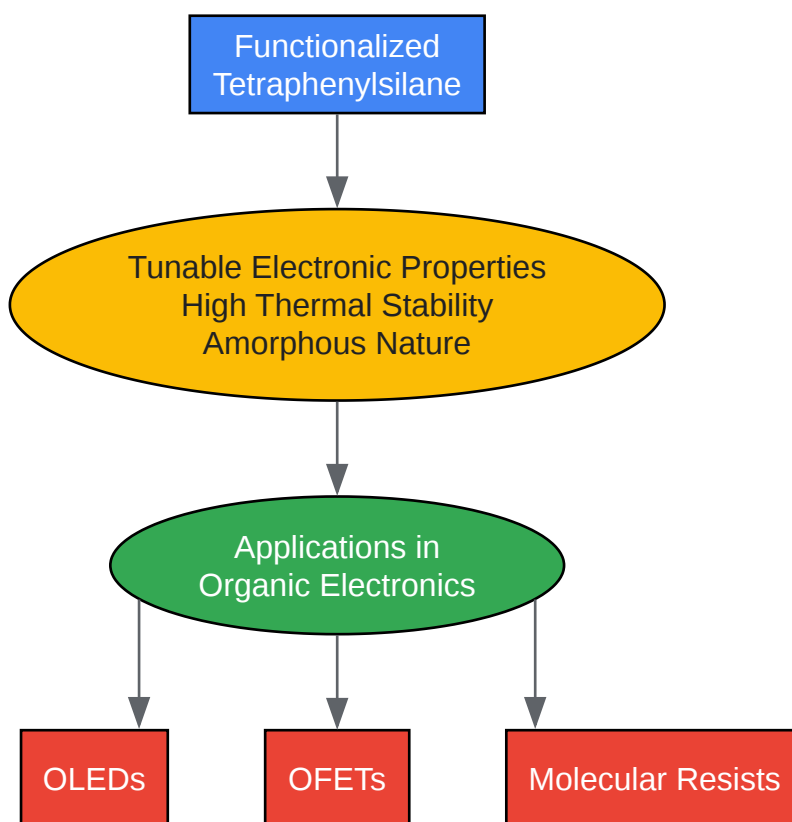 Functionalized
Tetraphenylsilane
Tunable Electronic Properties
High Thermal Stability
Amorphous Nature
Applications in
Organic Electronics
OLEDs
OFETs
Molecular Resists